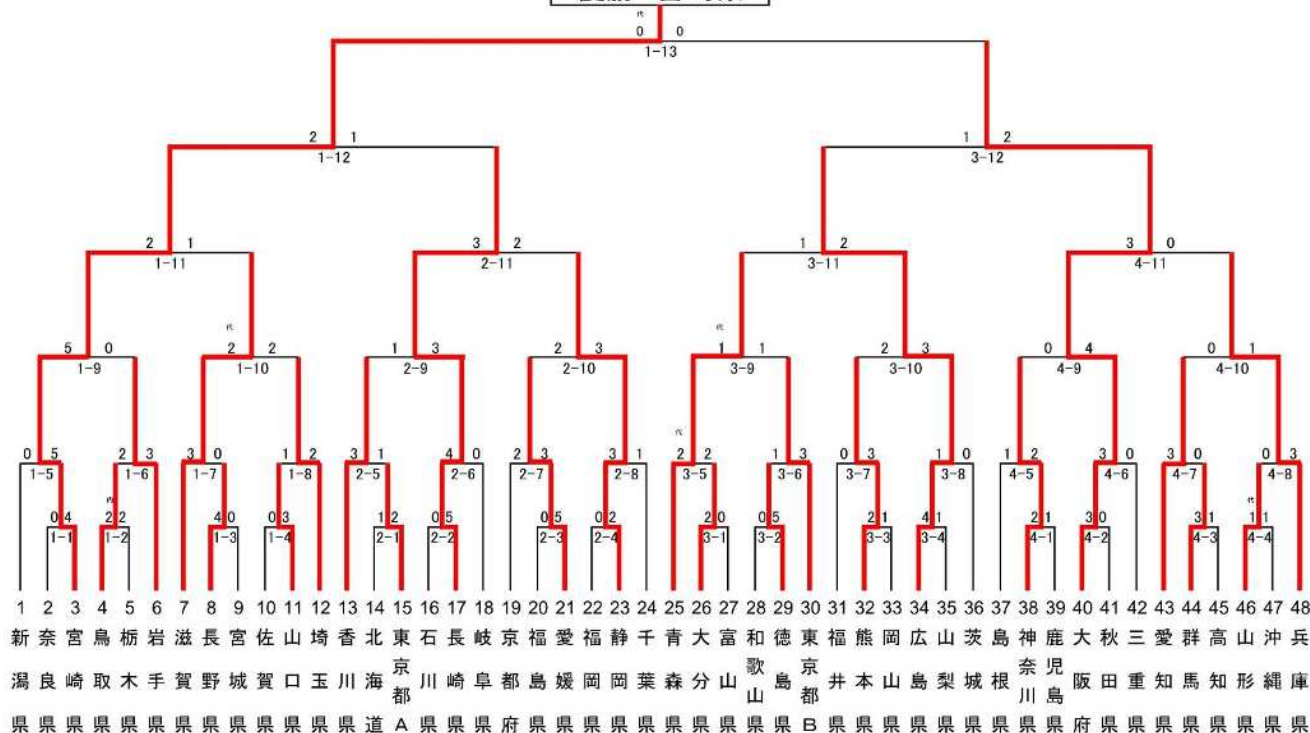 代
0 0
1-13
2 1 1 2
1-12 3-12
2 1 3 2 1 2 3 0
1-11 2-11 3-11 4-11
代 代
5 0 2 2 1 3 2 3 1 1 2 3 0 4 0 1
1-9 1-10 2-9 2-10 3-9 3-10 4-9 4-10
代
0 5 2 3 3 0 1 2 3 1 4 0 2 3 3 1 2 2 1 3 0 3 1 0 1 2 3 0 3 0 0 3
1-5 1-6 1-7 1-8 2-5 2-6 2-7 2-8 3-5 3-6 3-7 3-8 4-5 4-6 4-7 4-8
代 代
0 4 2 2 4 0 0 3 1 2 0 5 0 5 0 2 2 0 0 5 2 1 4 1 2 1 3 0 3 1 1 1
1-1 1-2 1-3 1-4 2-1 2-2 2-3 2-4 3-1 3-2 3-3 3-4 4-1 4-2 4-3 4-4
1 2 3 4 5 6 7 8 9 10 11 12 13 14 15 16 17 18 19 20 21 22 23 24 25 26 27 28 29 30 31 32 33 34 35 36 37 38 39 40 41 42 43 44 45 46 47 48
新潟県
奈良県
宮崎県
鳥取県
栃木県
岩手県
滋賀県
長野県
宮城県
佐賀県
山口県
埼玉県
香川県
北海道
東京都A
石川県
長崎県
岐阜県
京都府
福島県
愛媛県
福岡県
静岡県
千葉県
青森県
大分県
富山県
和歌山県
徳島県
東京都B
福井県
熊本県
岡山県
広島県
山梨県
茨城県
島根県
神奈川県
鹿児島県
大阪府
秋田県
三重県
愛知県
群馬県
高知県
山形県
沖縄県
兵庫県